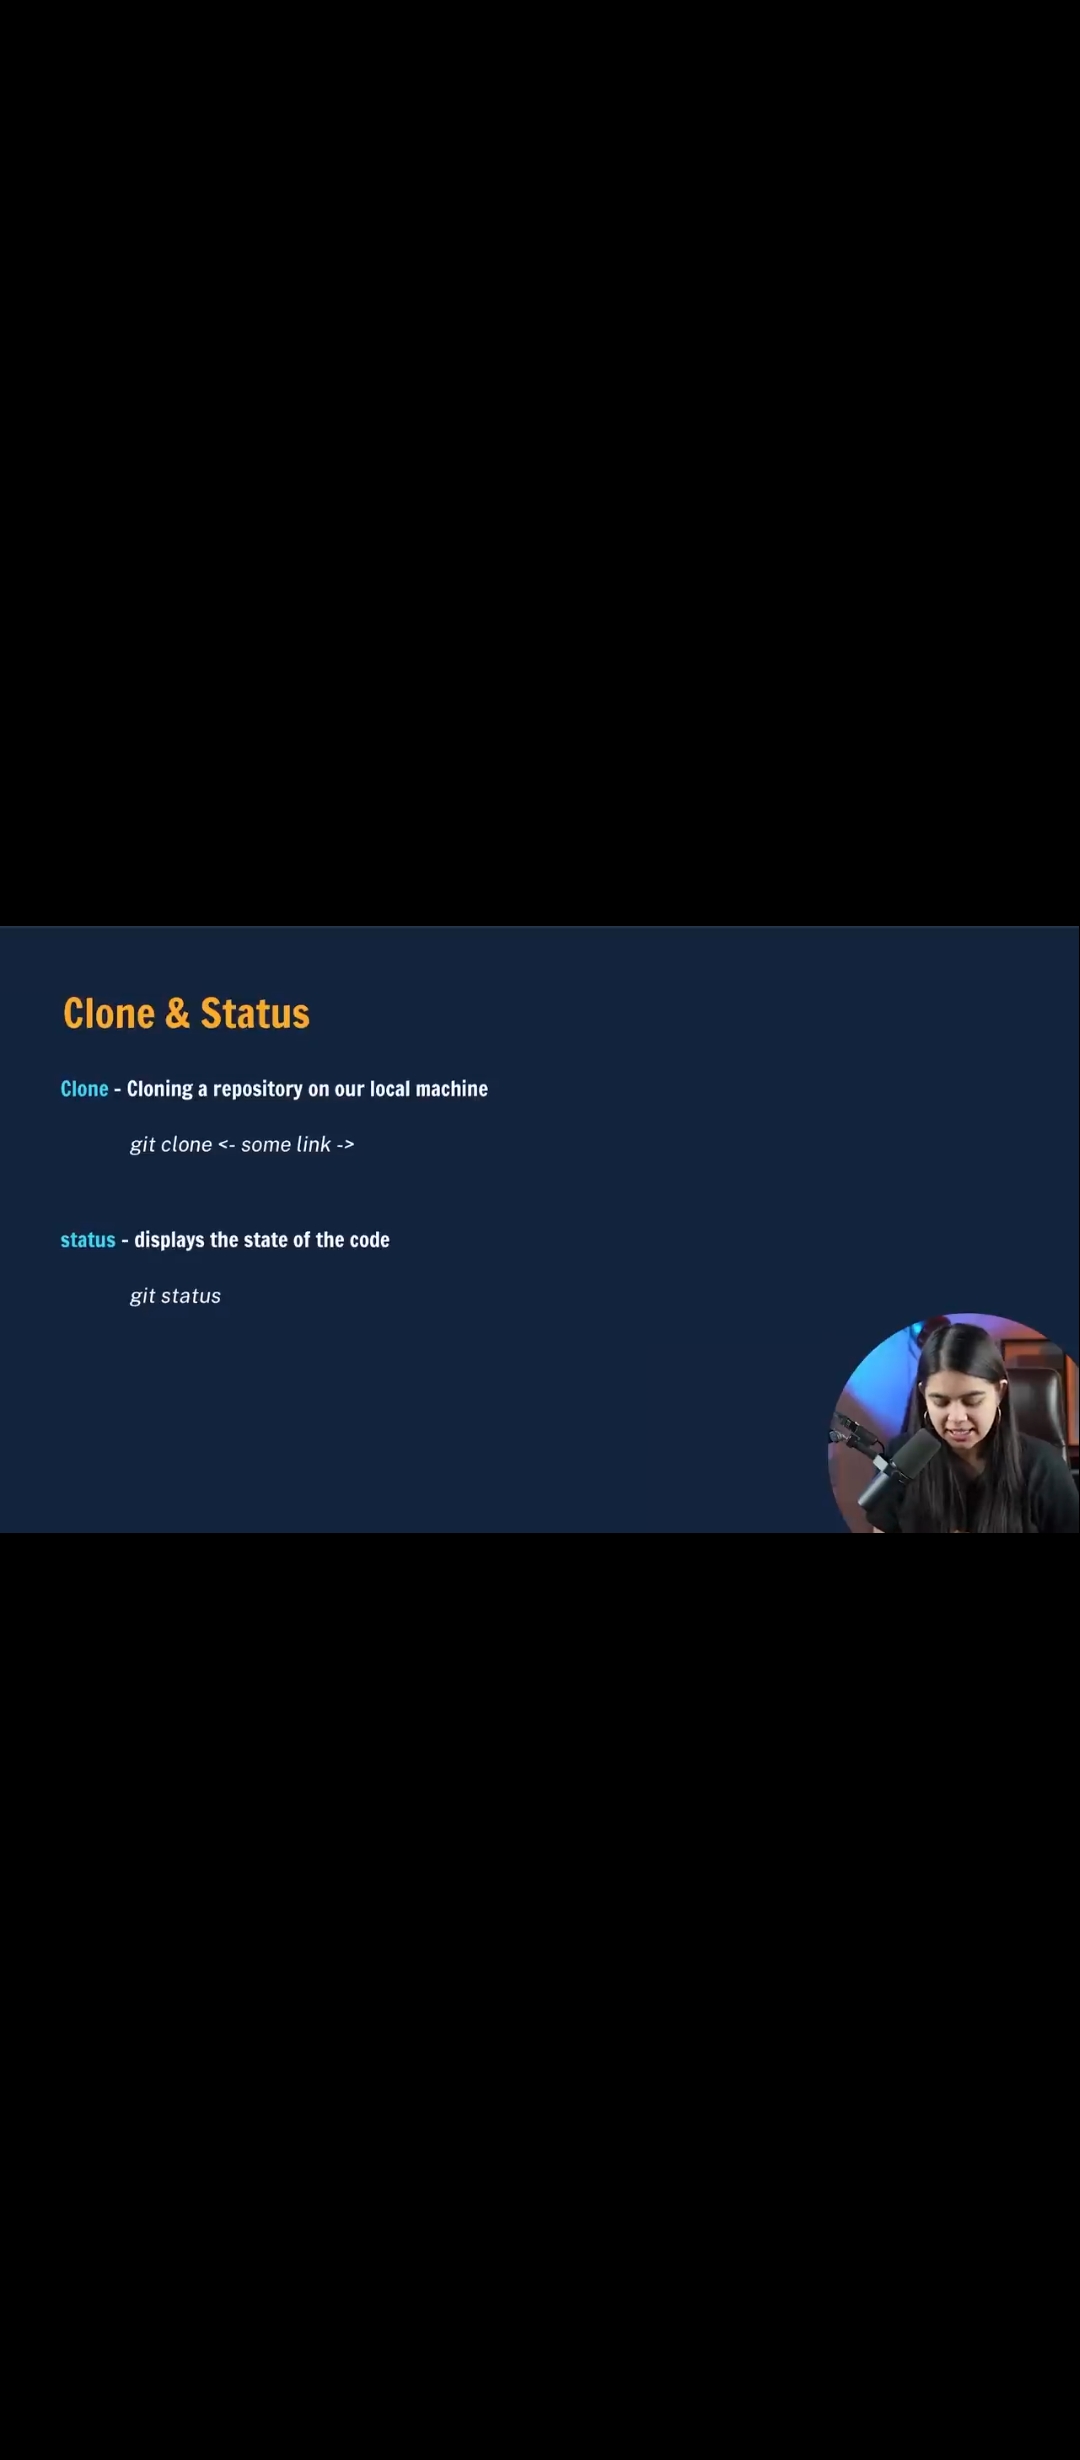 Clone & Status
Clone - Cloning a repository on our local machine
git clone <- some link ->
status - displays the state of the code
git status